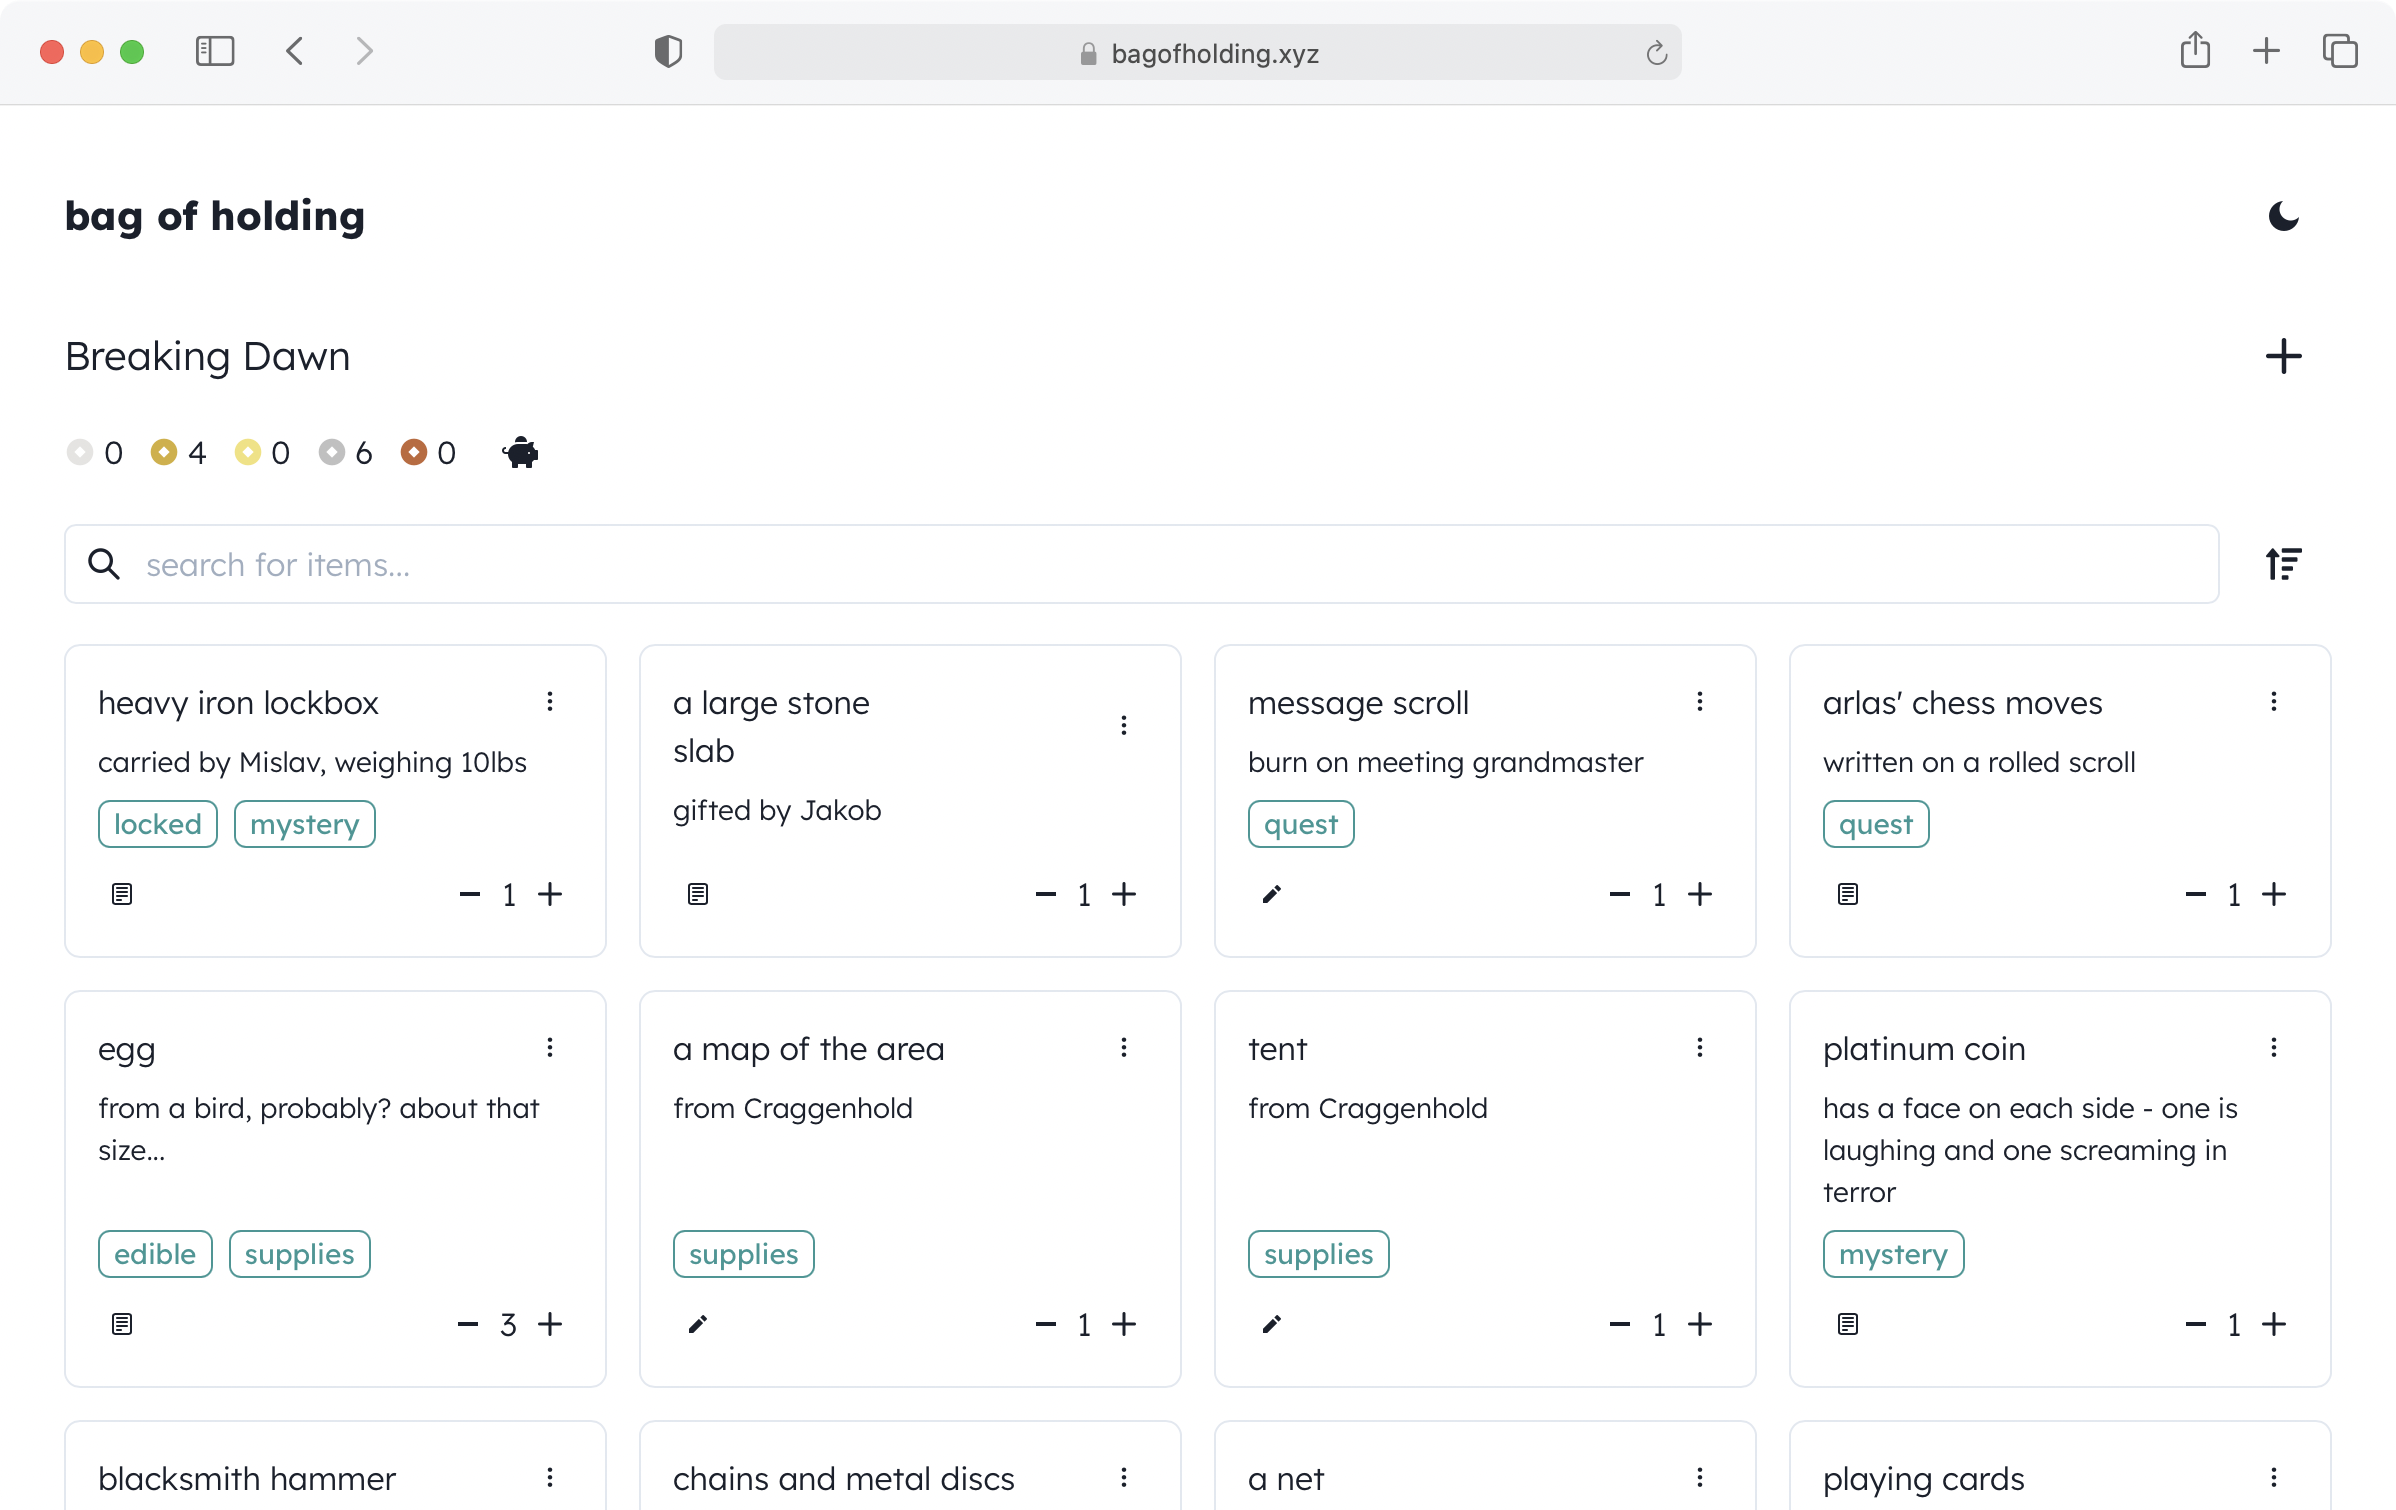 bagofholding.xyz
bag of holding
Breaking Dawn
0 4 0 6 0
search for items...
heavy iron lockbox
carried by Mislav, weighing 10lbs
locked mystery
1
a large stone
slab
gifted by Jakob
1
message scroll
burn on meeting grandmaster
quest
1
arlas' chess moves
written on a rolled scroll
quest
1
egg
from a bird, probably? about that
size...
edible supplies
3
a map of the area
from Craggenhold
supplies
1
tent
from Craggenhold
supplies
1
platinum coin
has a face on each side - one is
laughing and one screaming in
terror
mystery
1
blacksmith hammer
chains and metal discs
a net
playing cards